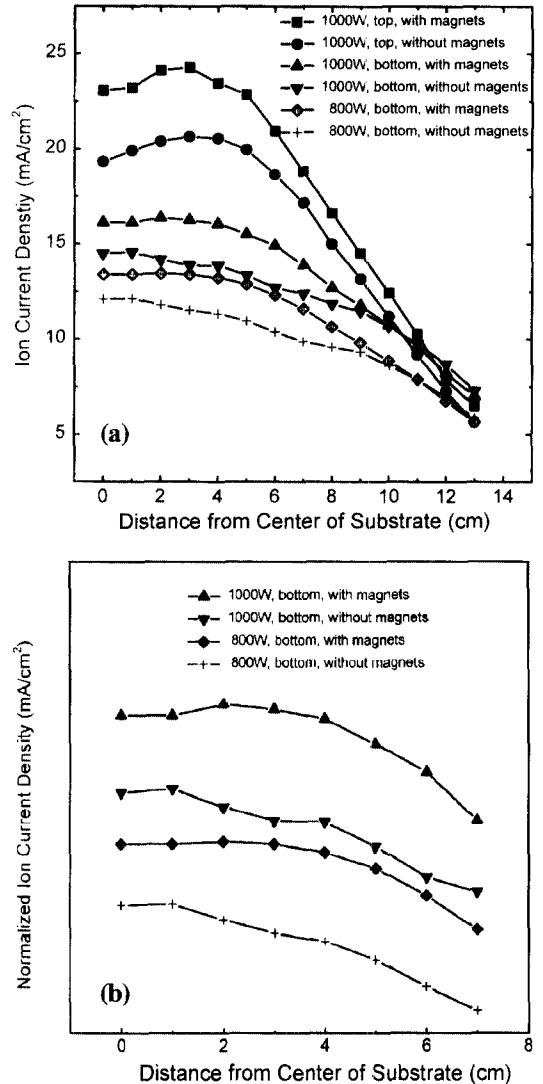 25
20
15
10
5
Ion Current Denstiy (mA/cm²)
1000W, top, with magnets
1000W, top, without magnets
1000W, bottom, with magnets
1000W, bottom, without magents
800W, bottom, with magnets
800W, bottom, without magnets
(a)
0 2 4 6 8 10 12 14
Distance from Center of Substrate (cm)
Normalized Ion Current Density (mA/cm²)
1000W, bottom, with magnets
1000W, bottom, without magnets
800W, bottom, with magnets
800W, bottom, without magnets
(b)
0 2 4 6 8
Distance from Center of Substrate (cm)